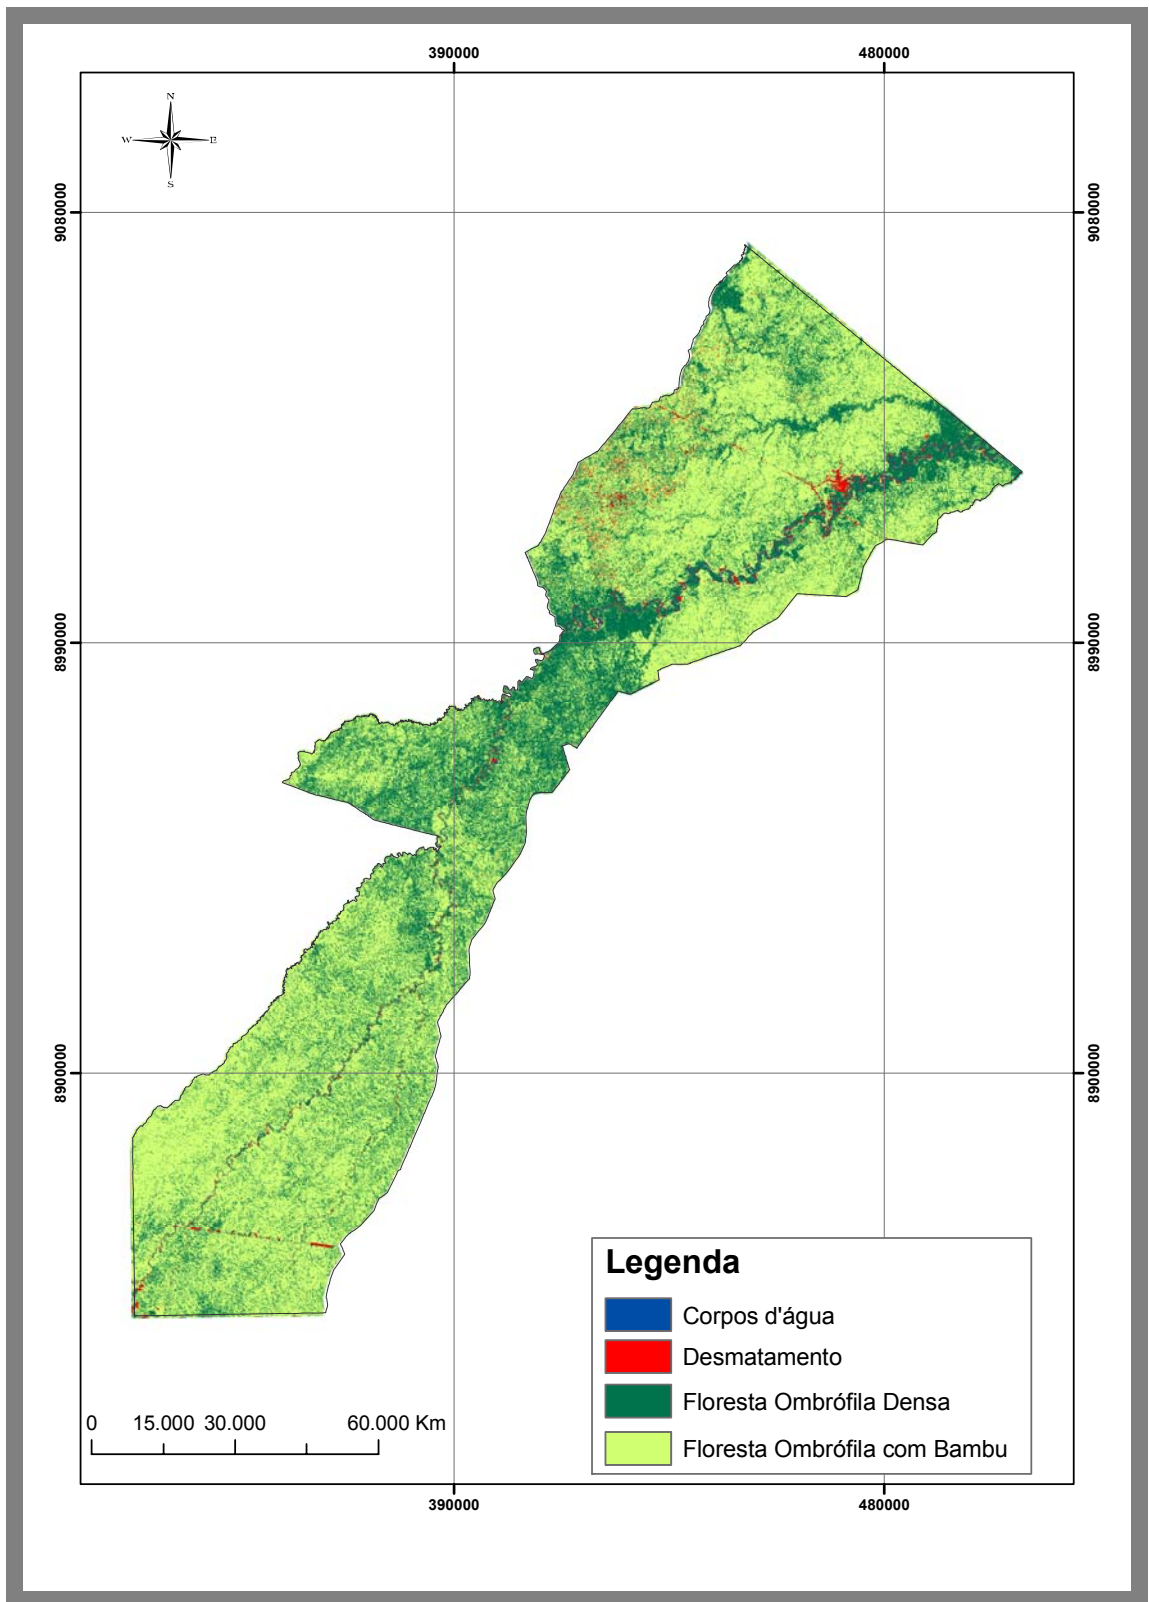 390000 480000
N
W E
S
9080000 9080000
8990000 8990000
8900000 8900000
Legenda
Corpos d'água
Desmatamento
Floresta Ombrófila Densa
Floresta Ombrófila com Bambu
0 15.000 30.000 60.000 Km
390000 480000